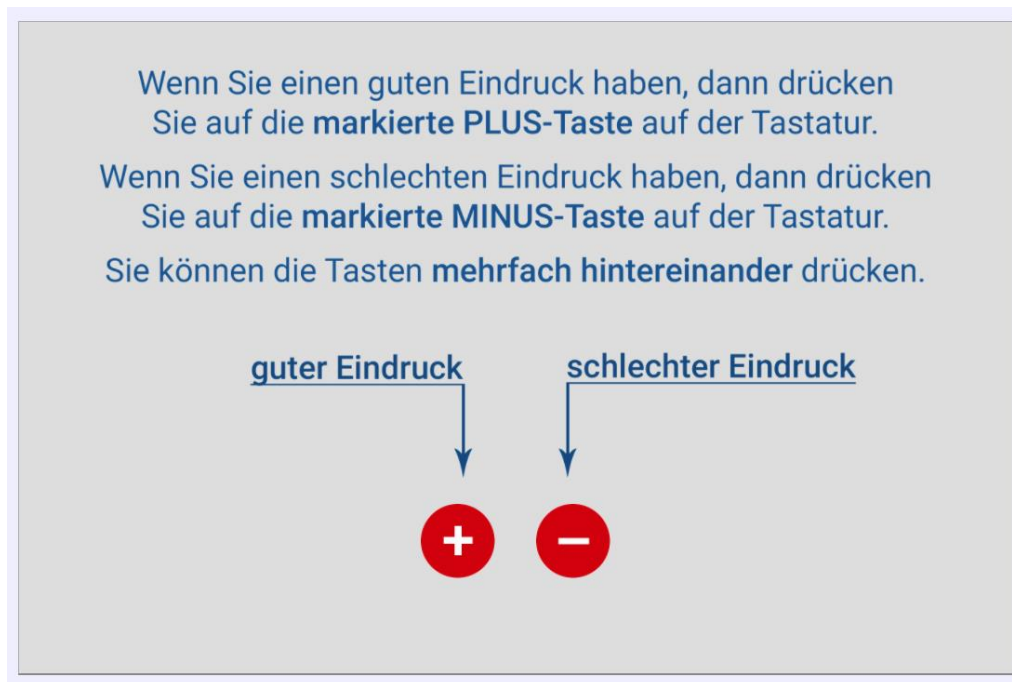 Wenn Sie einen guten Eindruck haben, dann drücken
Sie auf die markierte PLUS-Taste auf der Tastatur.
Wenn Sie einen schlechten Eindruck haben, dann drücken
Sie auf die markierte MINUS-Taste auf der Tastatur.
Sie können die Tasten mehrfach hintereinander drücken.
guter Eindruck
schlechter Eindruck
+
−